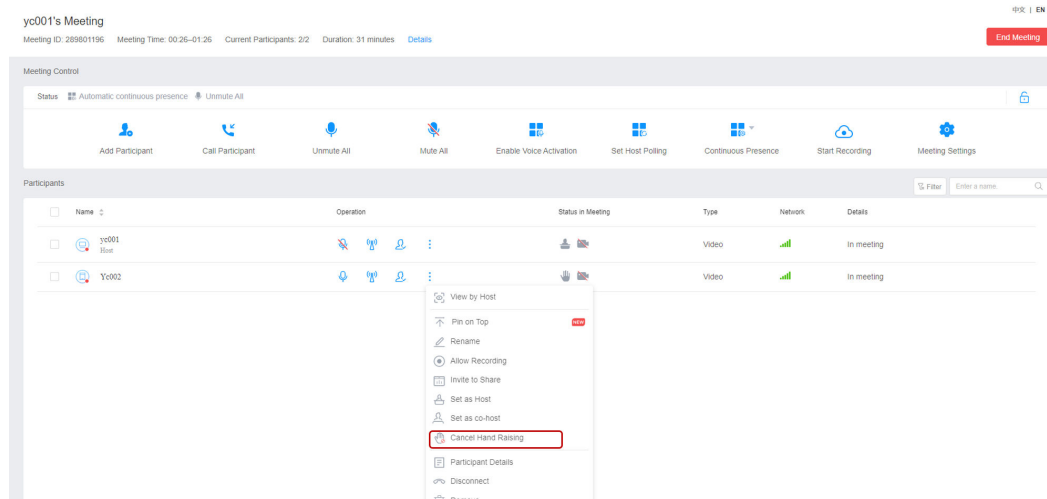 中文 | EN
yc001's Meeting
Meeting ID: 289801196 Meeting Time: 00:26–01:26 Current Participants: 2/2 Duration: 31 minutes Details
End Meeting
Meeting Control
Status Automatic continuous presence Unmute All
Add Participant Call Participant Unmute All Mute All Enable Voice Activation Set Host Polling Continuous Presence Start Recording Meeting Settings
Participants Filter Enter a name.
Name Operation Status in Meeting Type Network Details
yc001 Video In meeting
Host
Yc002 Video In meeting
View by Host
Pin on Top NEW
Rename
Allow Recording
Invite to Share
Set as Host
Set as co-host
Cancel Hand Raising
Participant Details
Disconnect